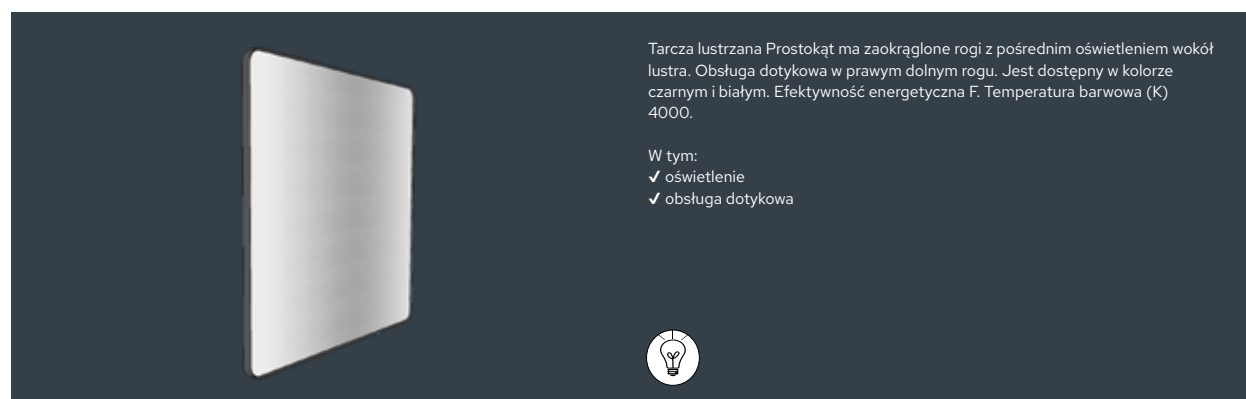 Tarcza lustrzana Prostokąt ma zaokrąglone rogi z pośrednim oświetleniem wokół
lustra. Obsługa dotykowa w prawym dolnym rogu. Jest dostępny w kolorze
czarnym i białym. Efektywność energetyczna F. Temperatura barwowa (K)
4000.
W tym:
✓ oświetlenie
✓ obsługa dotykowa